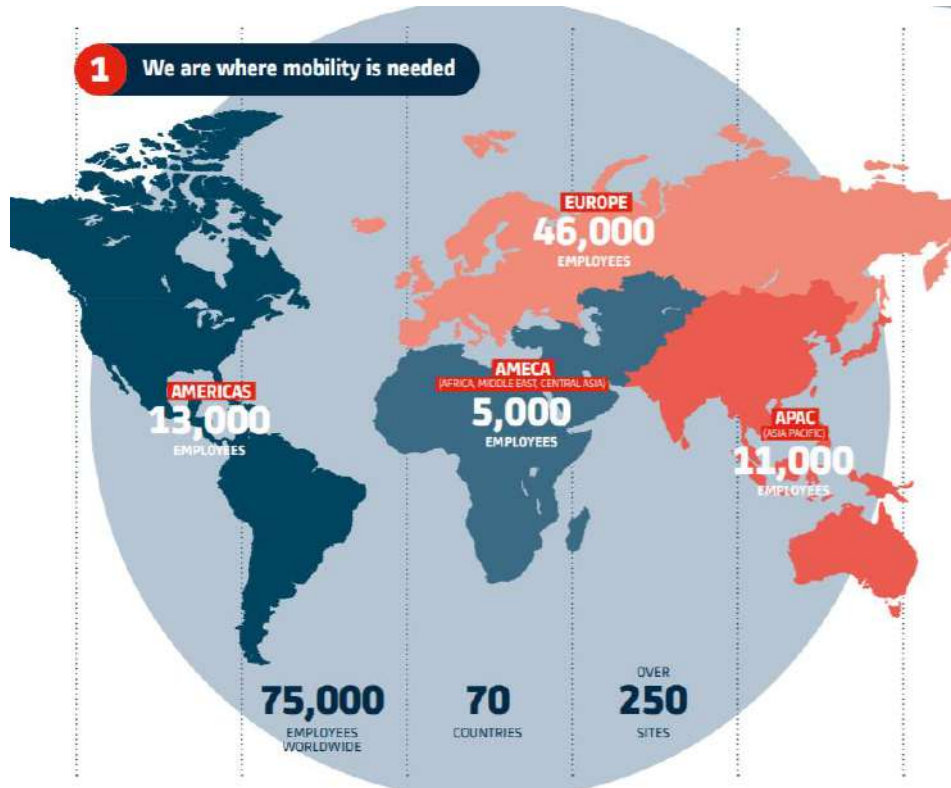 1 We are where mobility is needed
EUROPE
46,000
EMPLOYEES
AMERICAS
13,000
EMPLOYEES
AMECA
(AFRICA, MIDDLE EAST, CENTRAL ASIA)
5,000
EMPLOYEES
APAC
(ASIA PACIFIC)
11,000
EMPLOYEES
75,000
EMPLOYEES
WORLDWIDE
70
COUNTRIES
OVER
250
SITES